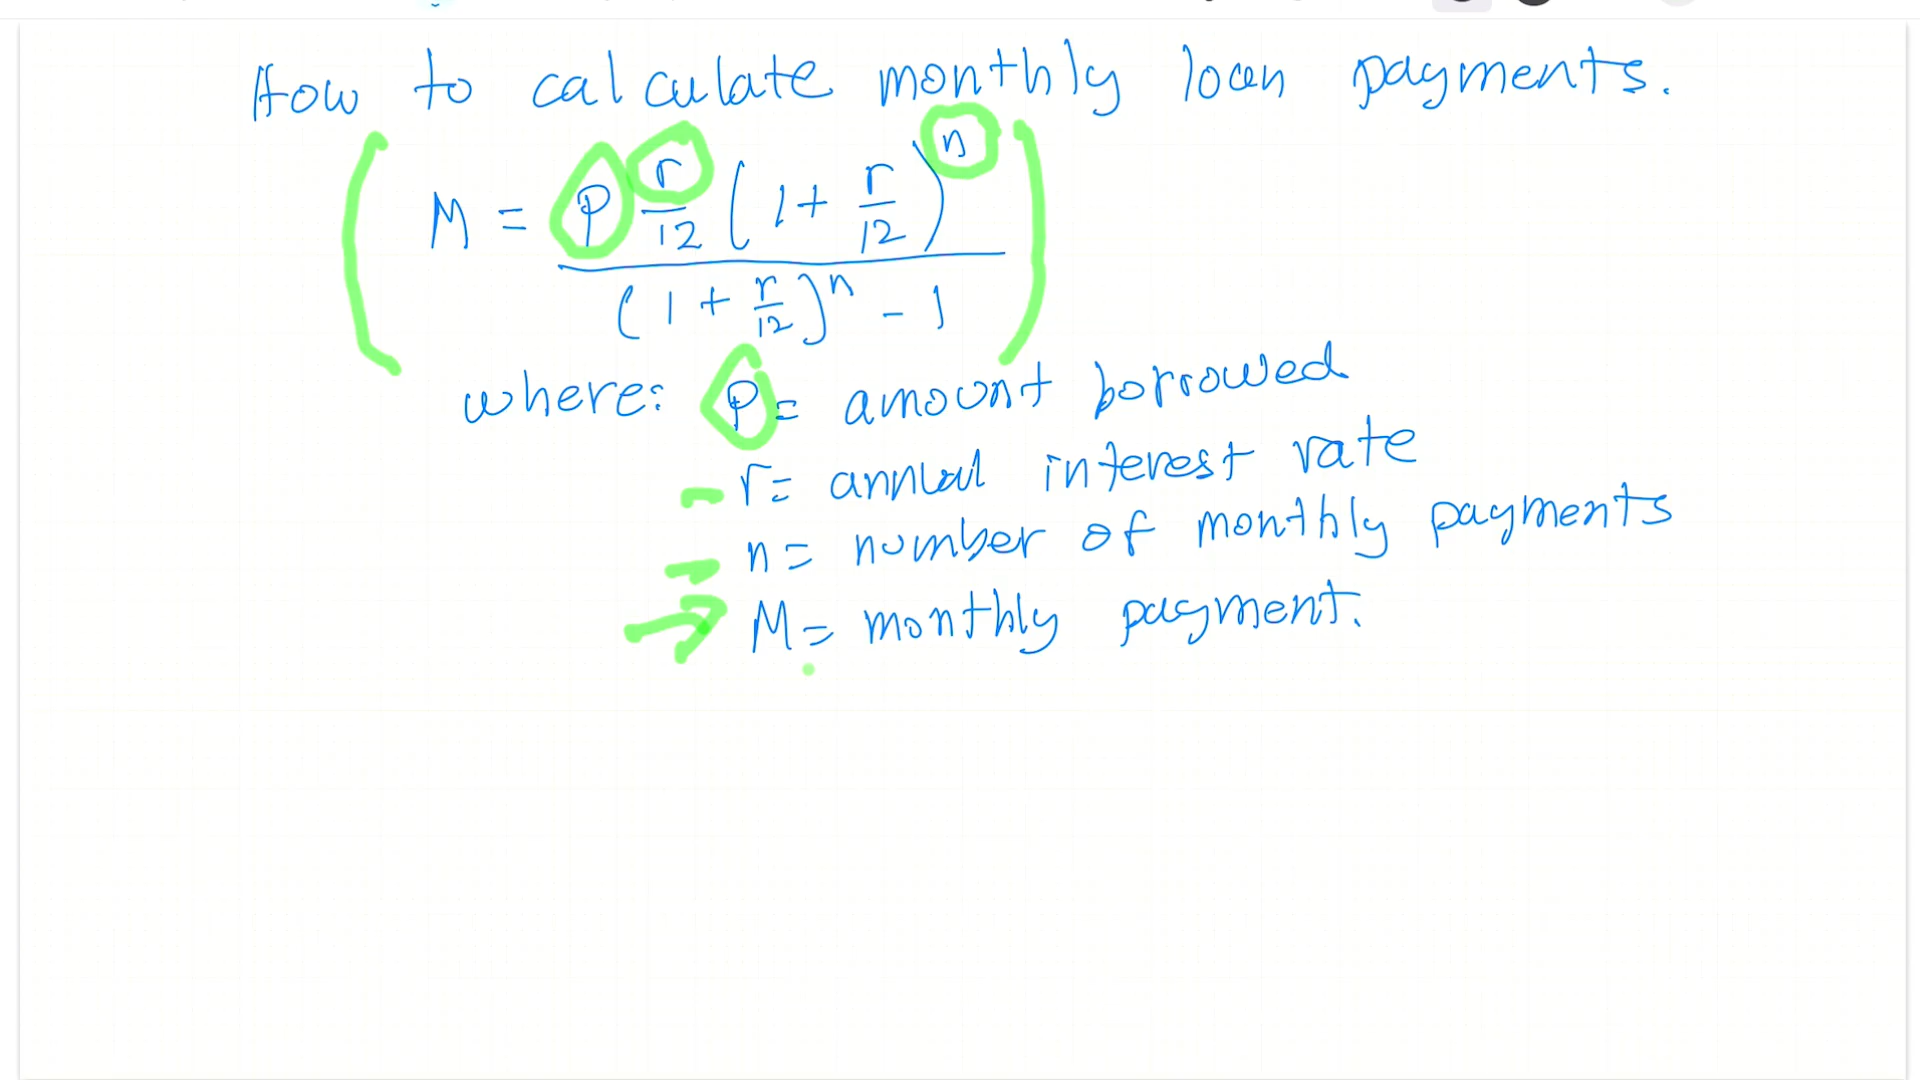 How to calculate monthly loan payments.
M = P r/12 (1 + r/12)^n
(1 + r/12)^n - 1
where: P = amount borrowed
r = annual interest rate
n = number of monthly payments
M = monthly payment.